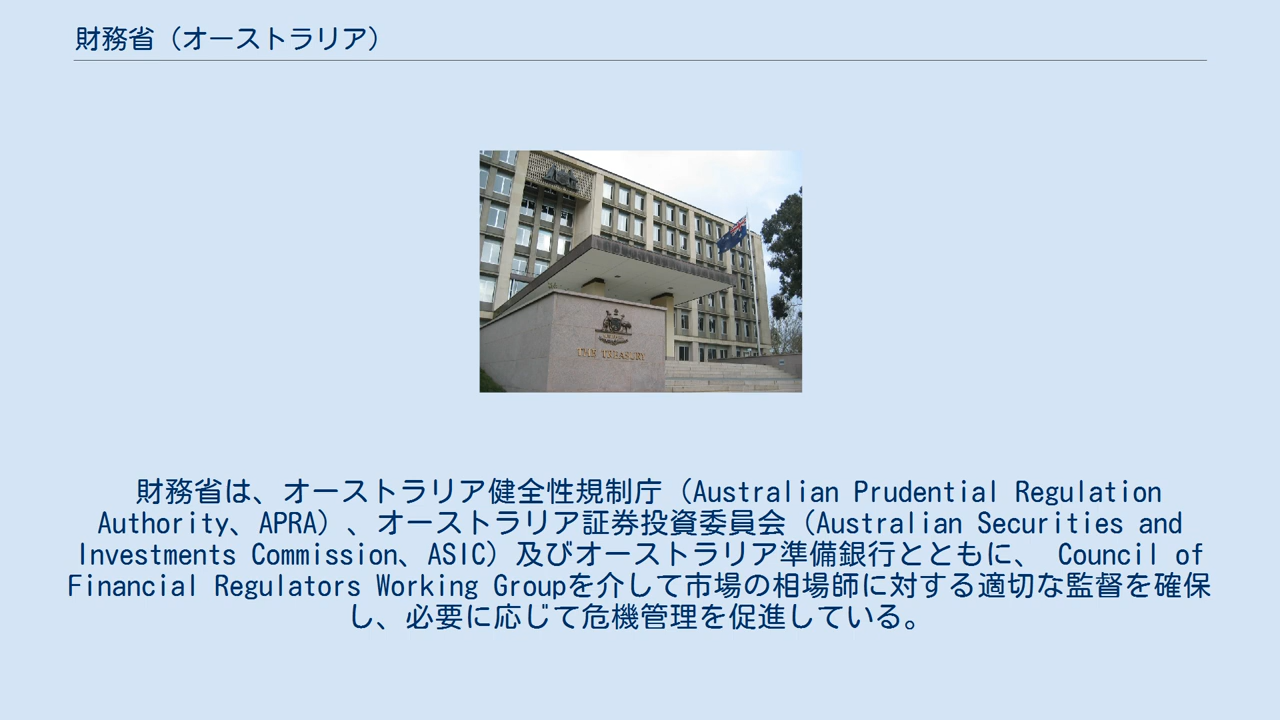 財務省（オーストラリア）
THE TREASURY
財務省は、オーストラリア健全性規制庁（Australian Prudential Regulation
Authority、APRA）、オーストラリア証券投資委員会（Australian Securities and
Investments Commission、ASIC）及びオーストラリア準備銀行とともに、 Council of
Financial Regulators Working Groupを介して市場の相場師に対する適切な監督を確保
し、必要に応じて危機管理を促進している。